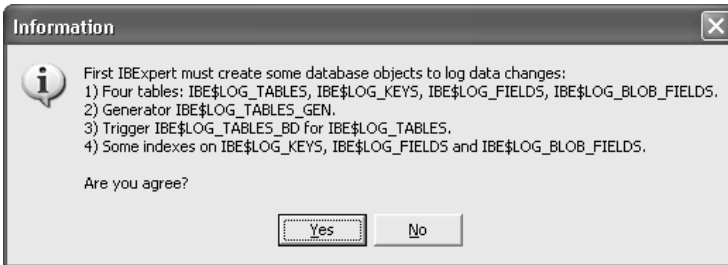 Information
First IBExpert must create some database objects to log data changes:
1) Four tables: IBE$LOG_TABLES, IBE$LOG_KEYS, IBE$LOG_FIELDS, IBE$LOG_BLOB_FIELDS.
2) Generator IBE$LOG_TABLES_GEN.
3) Trigger IBE$LOG_TABLES_BD for IBE$LOG_TABLES.
4) Some indexes on IBE$LOG_KEYS, IBE$LOG_FIELDS and IBE$LOG_BLOB_FIELDS.
Are you agree?
Yes No